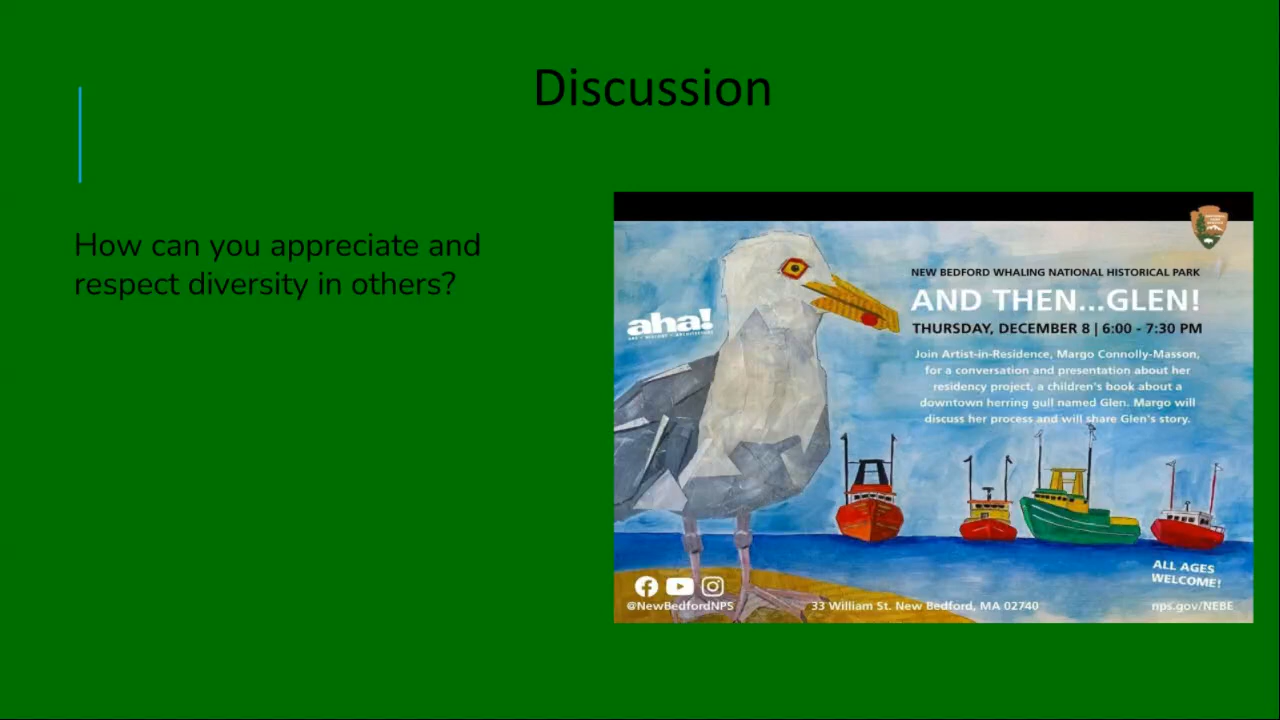 Discussion
How can you appreciate and
respect diversity in others?
NEW BEDFORD WHALING NATIONAL HISTORICAL PARK
AND THEN...GLEN!
THURSDAY, DECEMBER 8 | 6:00 - 7:30 PM
aha!
Join Artist-in-Residence, Margo Connolly-Masson,
for a conversation and presentation about her
residency project, a children's book about a
downtown herring gull named Glen. Margo will
discuss her process and will share Glen's story.
ALL AGES
WELCOME!
@NewBedfordNPS
33 William St. New Bedford, MA 02740
nps.gov/NEBE